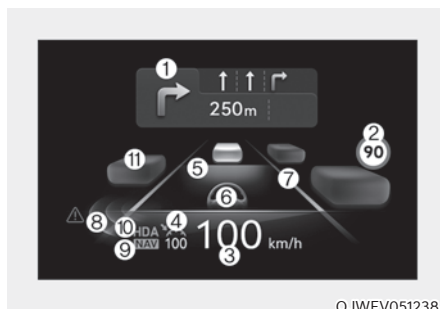 ①
250m
②
90
⑪
⑤
⑦
⑥
⑧
⑩
HDA
④
⑨
NAV
100
100 km/h
③
OJWEV051238